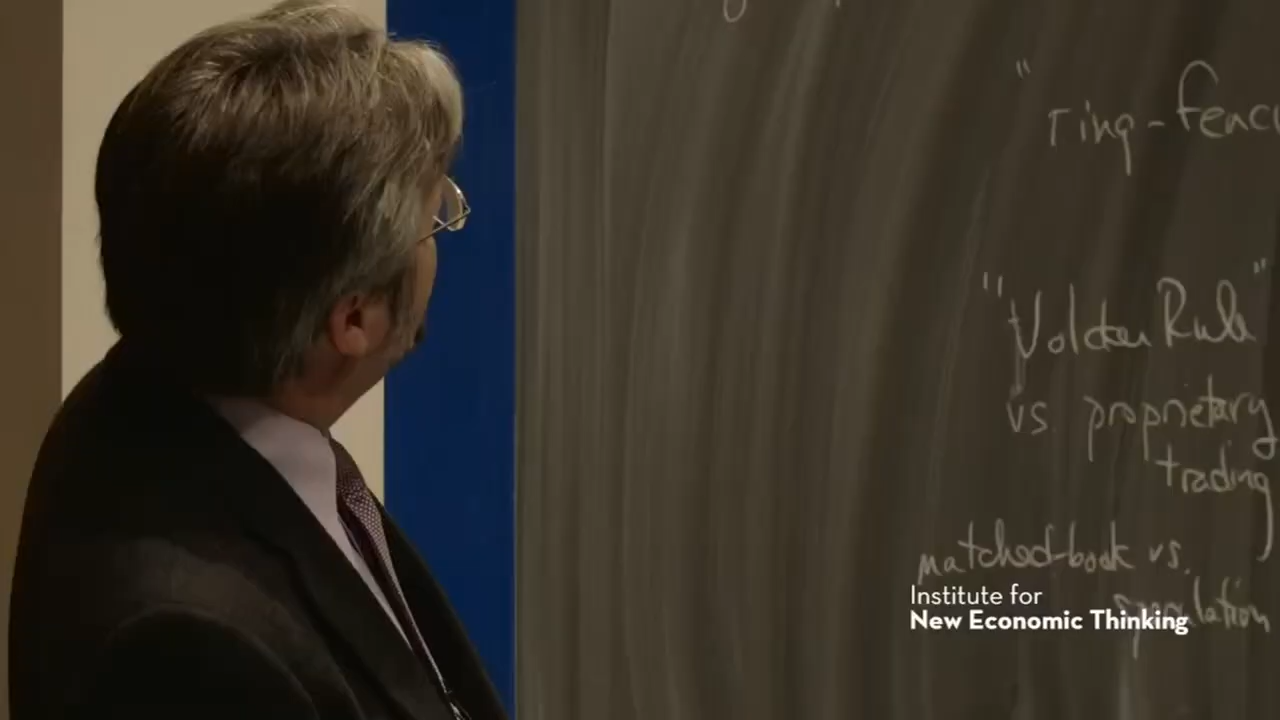 "
ring-fenc
"Volcker Rule"
vs proprietary
trading
matched-book vs.
speculation
Institute for
New Economic Thinking